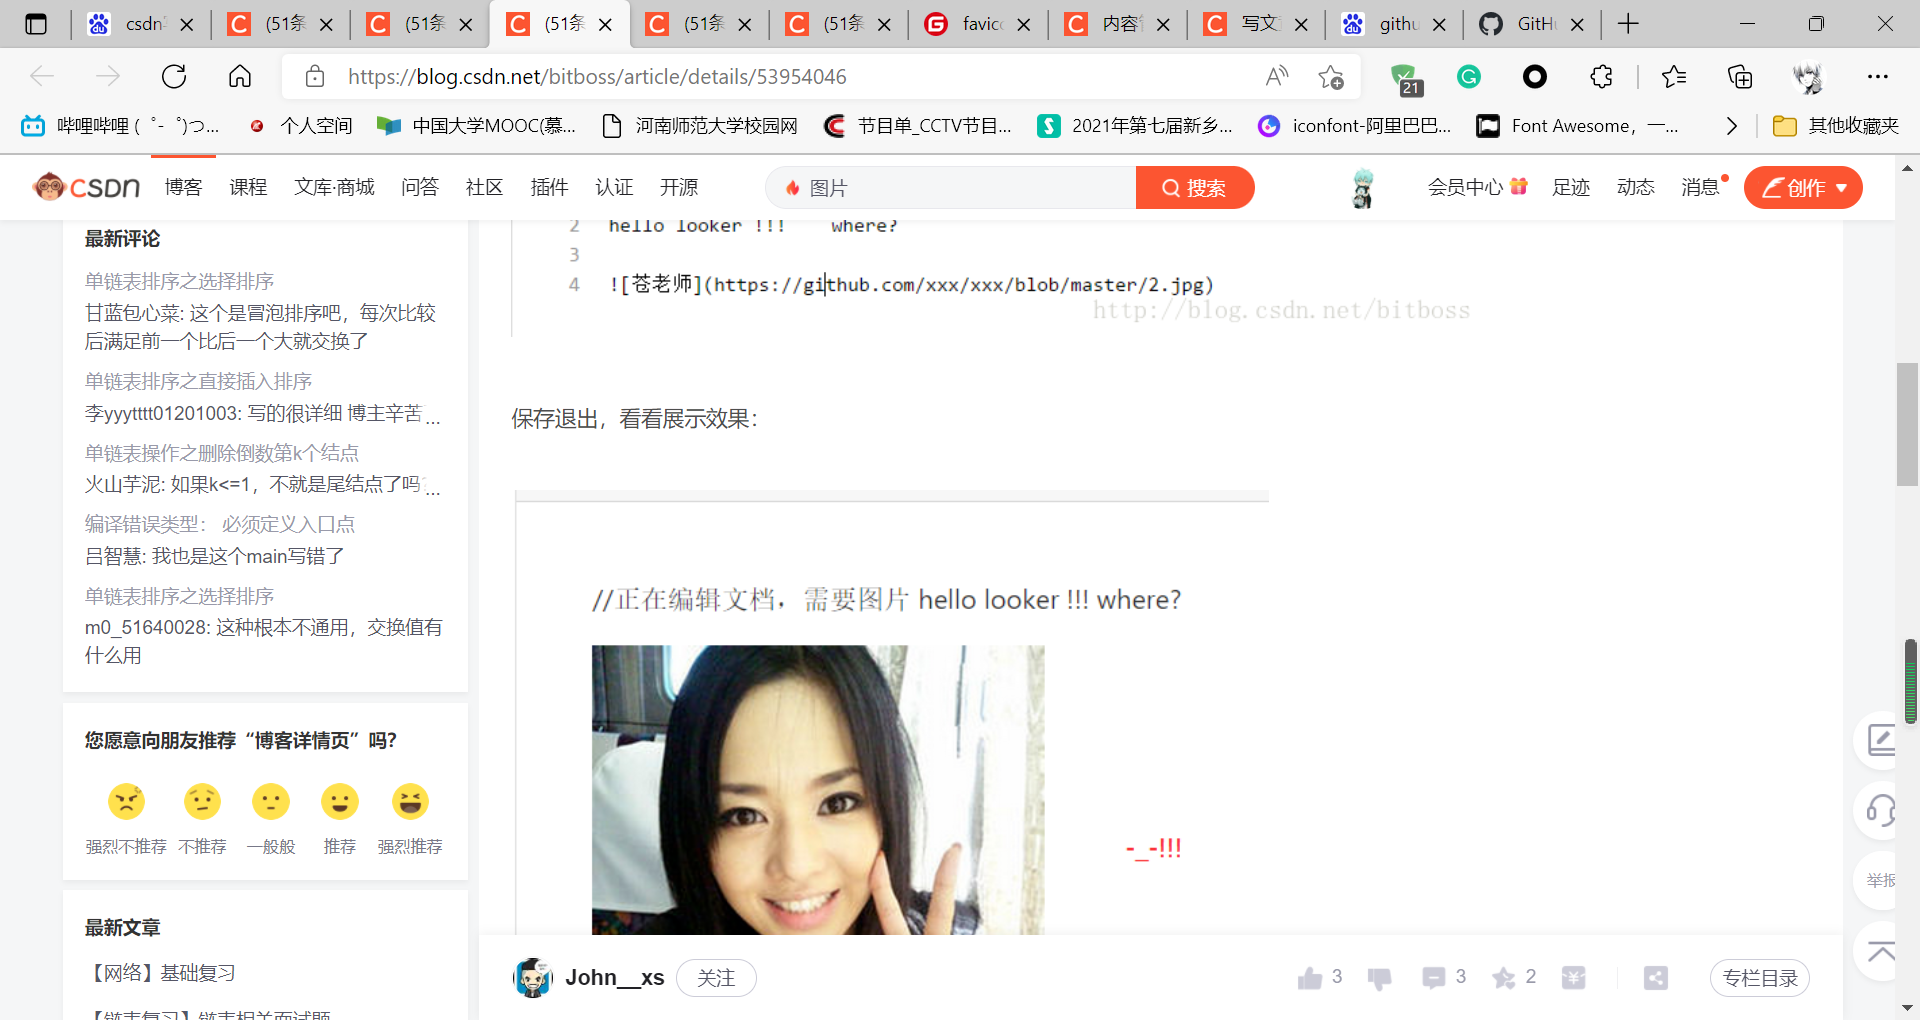 csdn
(51条
(51条
(51条
(51条
(51条
favic
内容
写文
githu
GitH
https://blog.csdn.net/bitboss/article/details/53954046
21
哔哩哔哩 (゜-゜)つ...
个人空间
中国大学MOOC(慕...
河南师范大学校园网
节目单_CCTV节目...
2021年第七届新乡...
iconfont-阿里巴巴...
Font Awesome，一...
其他收藏夹
CSDN
博客
课程
文库·商城
问答
社区
插件
认证
开源
图片
搜索
会员中心
足迹
动态
消息
创作
最新评论
单链表排序之选择排序
甘蓝包心菜: 这个是冒泡排序吧，每次比较
后满足前一个比后一个大就交换了
单链表排序之直接插入排序
李yyytttt01201003: 写的很详细 博主辛苦...
单链表操作之删除倒数第k个结点
火山芋泥: 如果k<=1，不就是尾结点了吗?...
编译错误类型： 必须定义入口点
吕智慧: 我也是这个main写错了
单链表排序之选择排序
m0_51640028: 这种根本不通用，交换值有
什么用
您愿意向朋友推荐“博客详情页”吗?
强烈不推荐
不推荐
一般般
推荐
强烈推荐
最新文章
【网络】基础复习
【链表复习】链表相关面试题
2 hello looker !!! where?
3
4 ![苍老师](https://github.com/xxx/xxx/blob/master/2.jpg)
http://blog.csdn.net/bitboss
保存退出，看看展示效果：
//正在编辑文档，需要图片 hello looker !!! where?
-_-!!!
John__xs
关注
3
3
2
专栏目录
举报